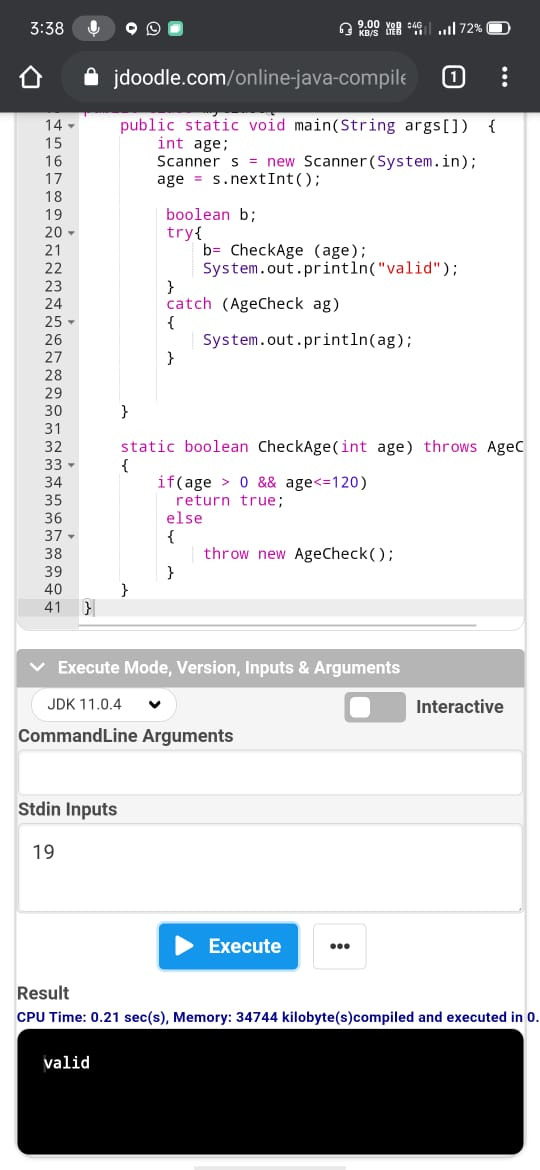 3:38
9.00 KB/S
4G
72%
jdoodle.com/online-java-compile
1
14 public static void main(String args[]) {
15 int age;
16 Scanner s = new Scanner(System.in);
17 age = s.nextInt();
18
19 boolean b;
20 try{
21 b= CheckAge (age);
22 System.out.println("valid");
23 }
24 catch (AgeCheck ag)
25 {
26 System.out.println(ag);
27 }
28
29
30 }
31
32 static boolean CheckAge(int age) throws AgeC
33 {
34 if(age > 0 && age<=120)
35 return true;
36 else
37 {
38 throw new AgeCheck();
39 }
40 }
41 }
Execute Mode, Version, Inputs & Arguments
JDK 11.0.4
Interactive
CommandLine Arguments
Stdin Inputs
19
Execute
Result
CPU Time: 0.21 sec(s), Memory: 34744 kilobyte(s)compiled and executed in 0.
valid